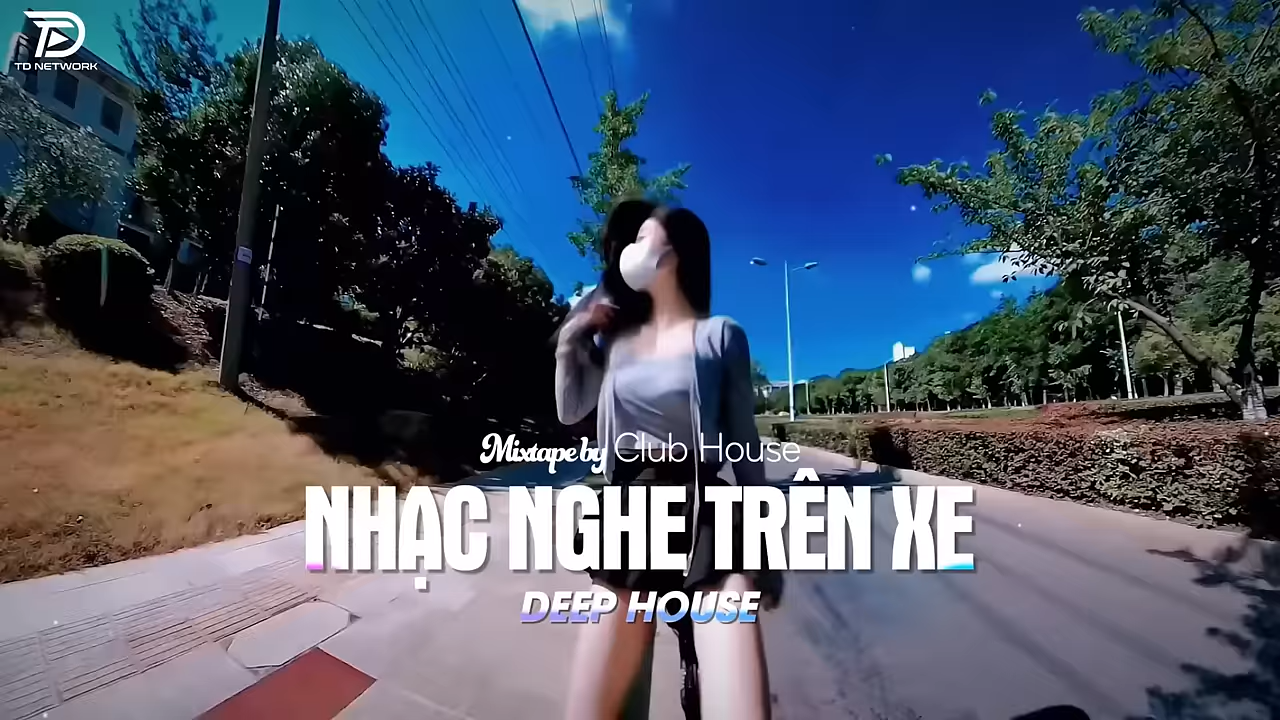 TD NETWORK
Mixtape by Club House
NHẠC NGHE TRÊN XE
DEEP HOUSE